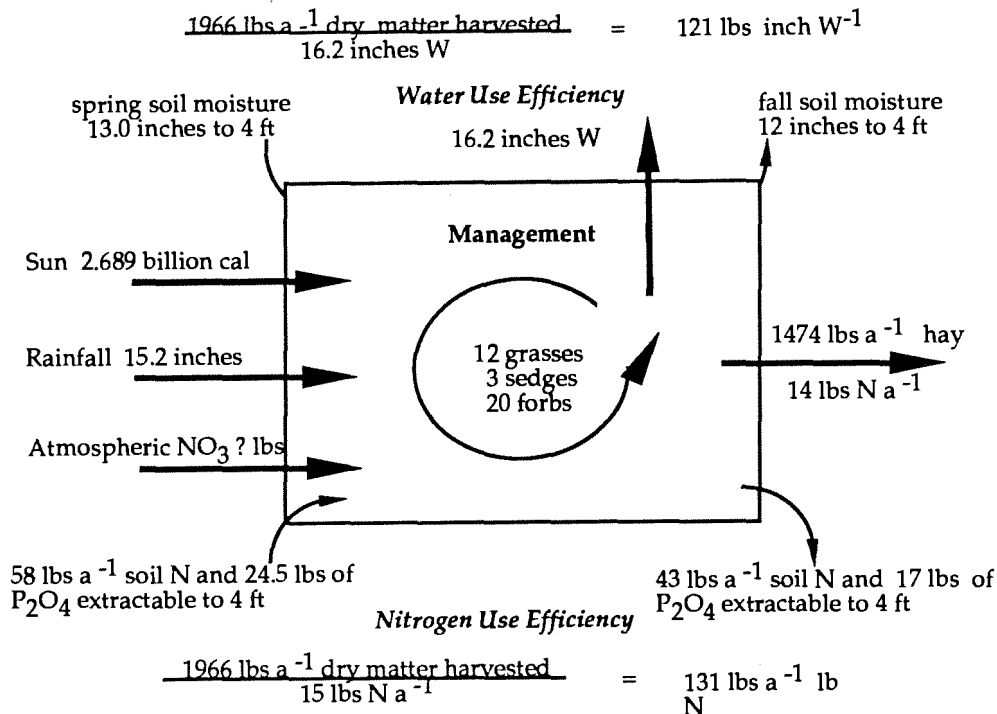 1966 lbs a -1 dry matter harvested
16.2 inches W
= 121 lbs inch W-1
Water Use Efficiency
spring soil moisture
13.0 inches to 4 ft
16.2 inches W
fall soil moisture
12 inches to 4 ft
Management
Sun 2.689 billion cal
Rainfall 15.2 inches
Atmospheric NO3 ? lbs
12 grasses
3 sedges
20 forbs
1474 lbs a -1 hay
14 lbs N a -1
58 lbs a -1 soil N and 24.5 lbs of
P2O4 extractable to 4 ft
43 lbs a -1 soil N and 17 lbs of
P2O4 extractable to 4 ft
Nitrogen Use Efficiency
1966 lbs a -1 dry matter harvested
15 lbs N a -1
= 131 lbs a -1 lb
N